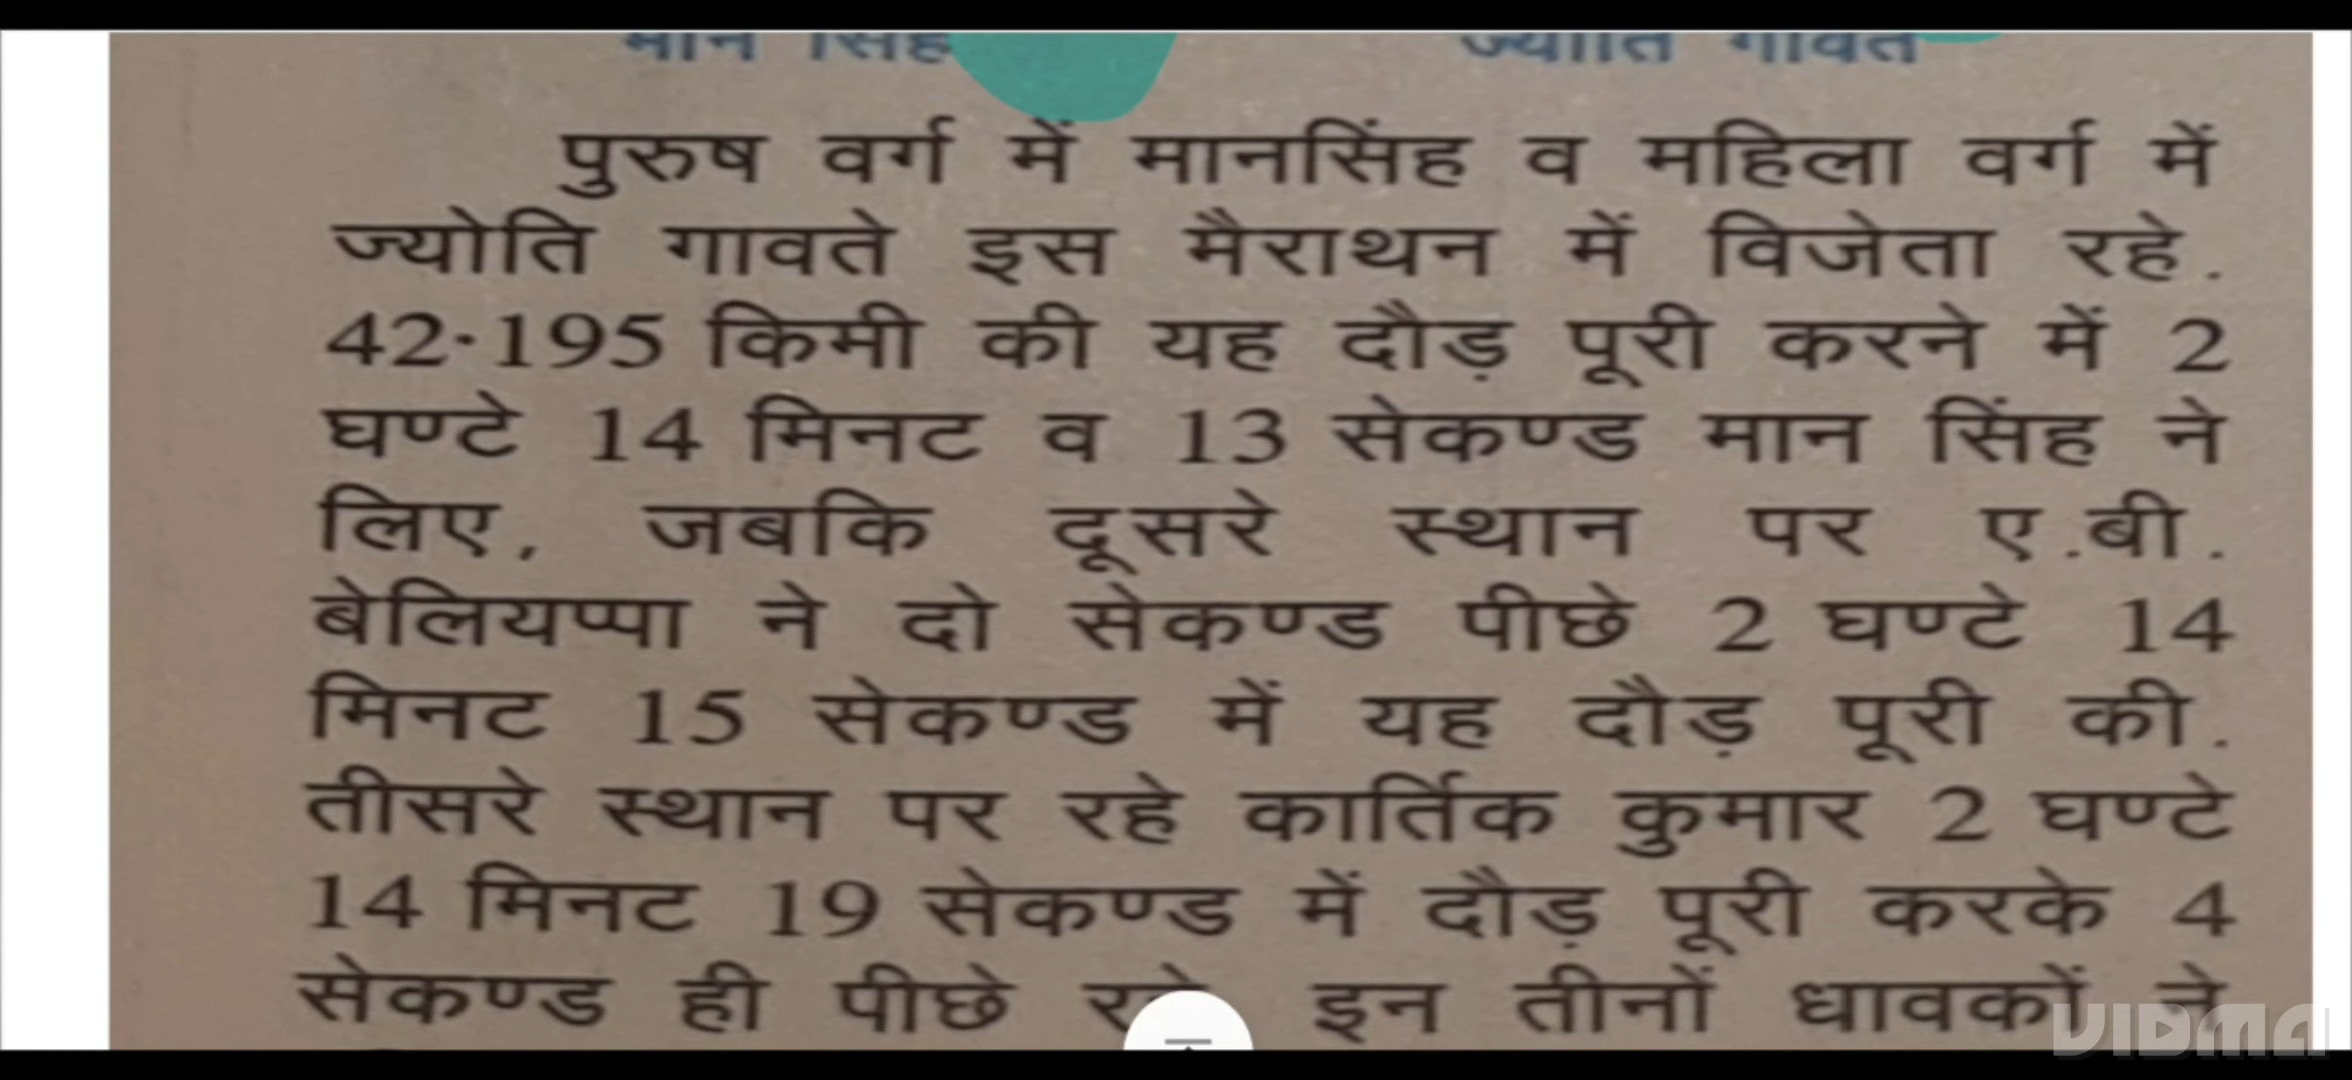 मान सिंह ज्योति गावते
पुरुष वर्ग में मानसिंह व महिला वर्ग में
ज्योति गावते इस मैराथन में विजेता रहे.
42·195 किमी की यह दौड़ पूरी करने में 2
घण्टे 14 मिनट व 13 सेकण्ड मान सिंह ने
लिए, जबकि दूसरे स्थान पर ए.बी.
बेलियप्पा ने दो सेकण्ड पीछे 2 घण्टे 14
मिनट 15 सेकण्ड में यह दौड़ पूरी की.
तीसरे स्थान पर रहे कार्तिक कुमार 2 घण्टे
14 मिनट 19 सेकण्ड में दौड़ पूरी करके 4
सेकण्ड ही पीछे इन तीनों धावकों ने
VIDMA